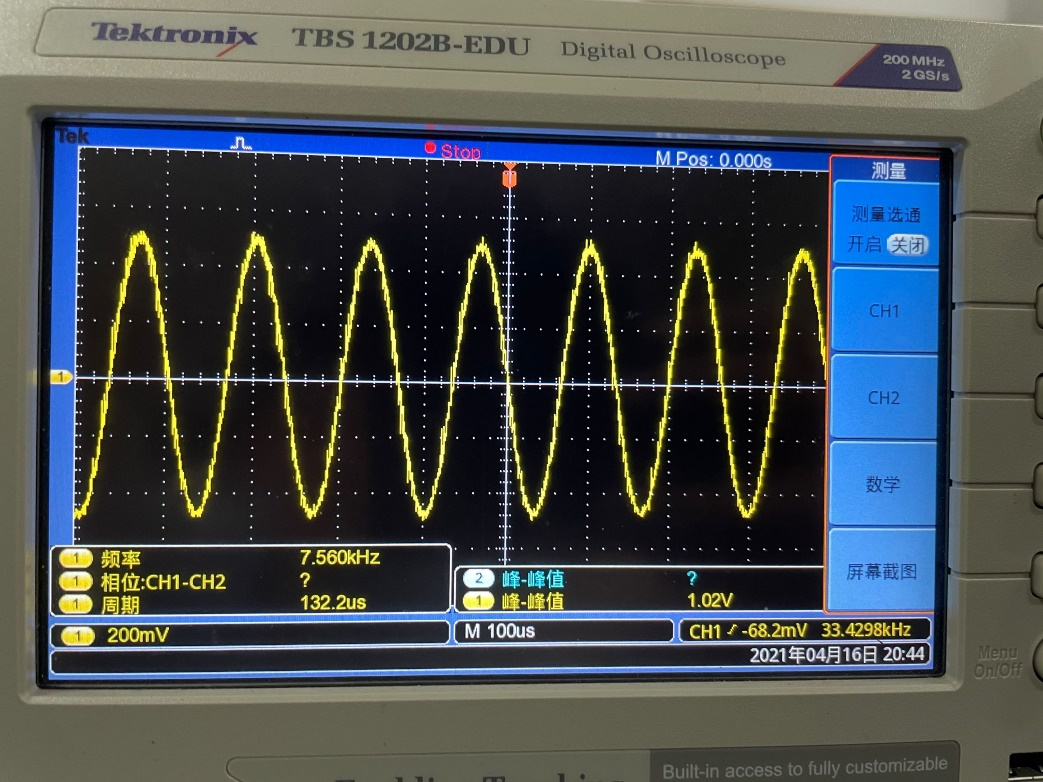 Tektronix TBS 1202B-EDU Digital Oscilloscope
200 MHz
2 GS/s
Tek
Stop
M Pos: 0.000s
测量
测量选通
开启 关闭
CH1
CH2
数学
屏幕截图
T
1
1 频率 7.560kHz
1 相位:CH1-CH2 ?
1 周期 132.2us
2 峰-峰值 ?
1 峰-峰值 1.02V
1 200mV
M 100us
CH1 -68.2mV 33.4298kHz
2021年04月16日 20:44
Menu
On/Off
Built-in access to fully customizable